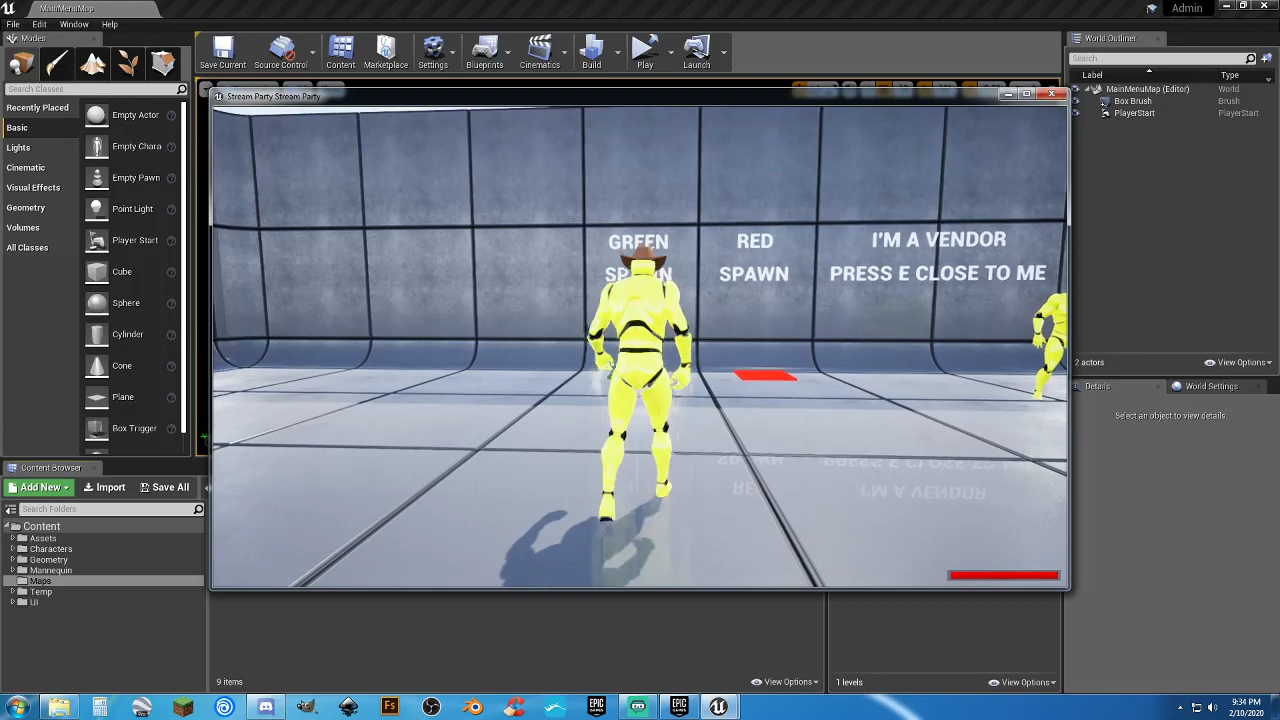 MainMenuMap
Admin
File Edit Window Help
Modes
Search Classes
Recently Placed
Basic
Lights
Cinematic
Visual Effects
Geometry
Volumes
All Classes
Empty Actor
Empty Chara
Empty Pawn
Point Light
Player Start
Cube
Sphere
Cylinder
Cone
Plane
Box Trigger
Save Current
Source Control
Content
Marketplace
Settings
Blueprints
Cinematics
Build
Play
Launch
Stream Party Stream Party
GREEN
RED
SPAWN
I'M A VENDOR
PRESS E CLOSE TO ME
World Outliner
Search...
Label Type
MainMenuMap (Editor) World
Box Brush Brush
PlayerStart PlayerStart
2 actors
View Options
Details
World Settings
Select an object to view details.
Content Browser
Add New Import Save All
Search Folders
Content
Assets
Characters
Geometry
Mannequin
Maps
Temp
UI
9 items
View Options
1 levels
View Options
Fs
EPIC
GAMES
EPIC
GAMES
9:34 PM
2/10/2020